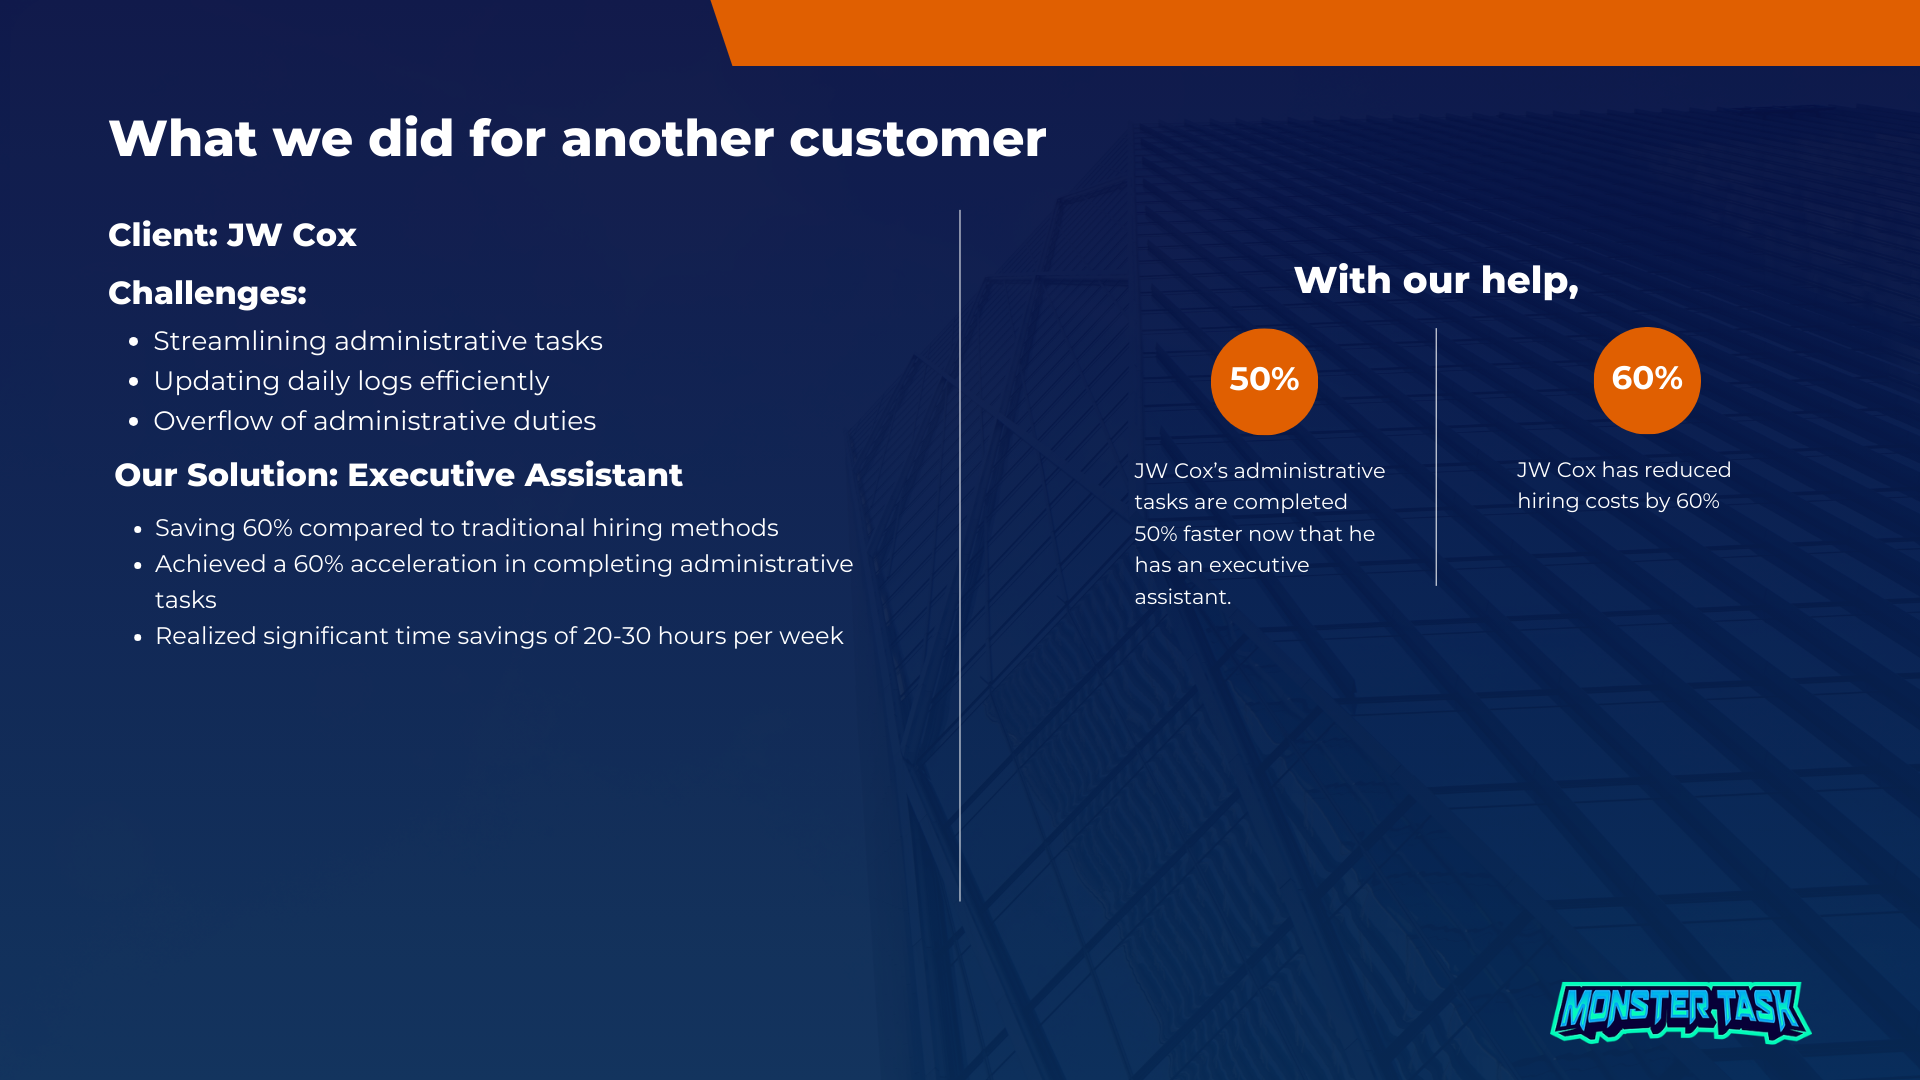 What we did for another customer
Client: JW Cox
Challenges:
• Streamlining administrative tasks
• Updating daily logs efficiently
• Overflow of administrative duties
Our Solution: Executive Assistant
• Saving 60% compared to traditional hiring methods
• Achieved a 60% acceleration in completing administrative
tasks
• Realized significant time savings of 20-30 hours per week
With our help,
50%
JW Cox’s administrative
tasks are completed
50% faster now that he
has an executive
assistant.
60%
JW Cox has reduced
hiring costs by 60%
MONSTER TASK